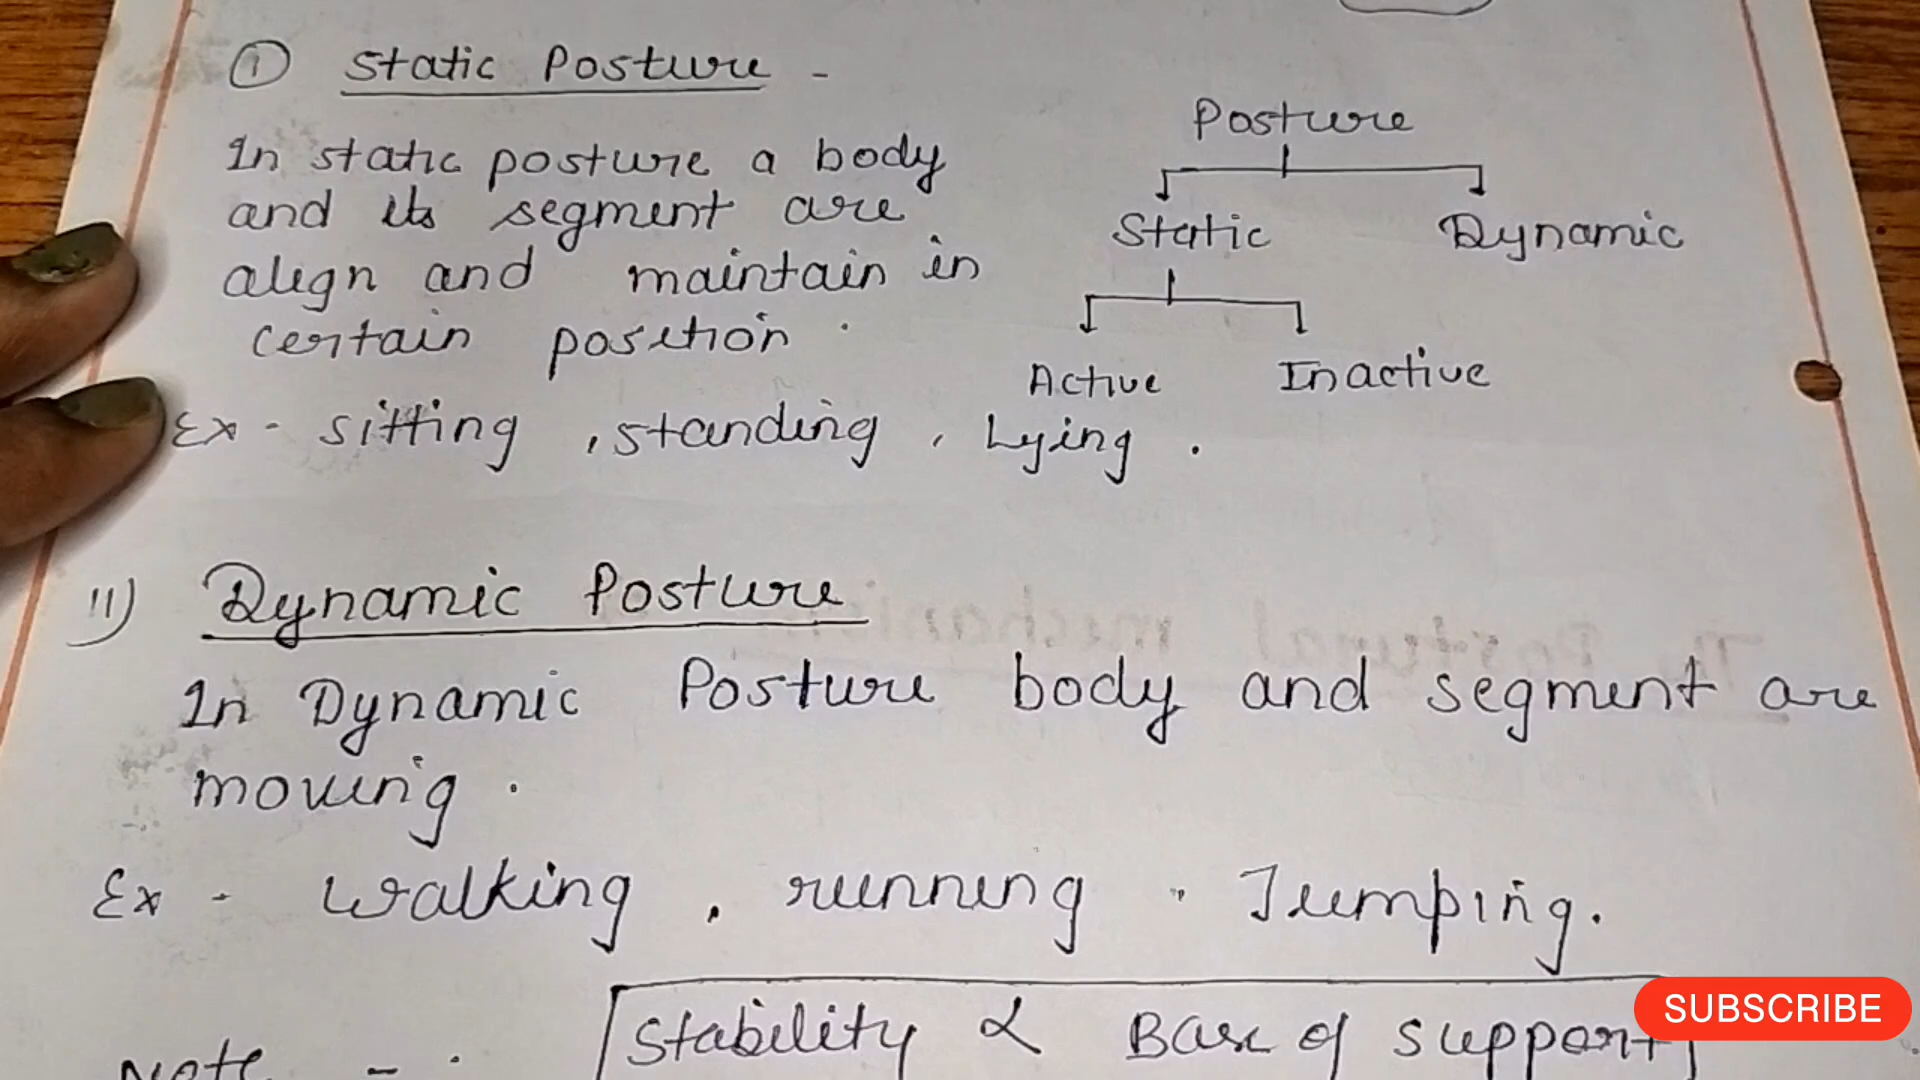 ① Static Posture -
In static posture a body
and its segment are
align and maintain in
certain position.
Ex - sitting, standing, Lying.
Posture
Static Dynamic
Active Inactive
II) Dynamic Posture
In Dynamic Posture body and segment are
moving.
Ex - Walking, running, Jumping.
Note -: Stability ∝ Base of support
SUBSCRIBE